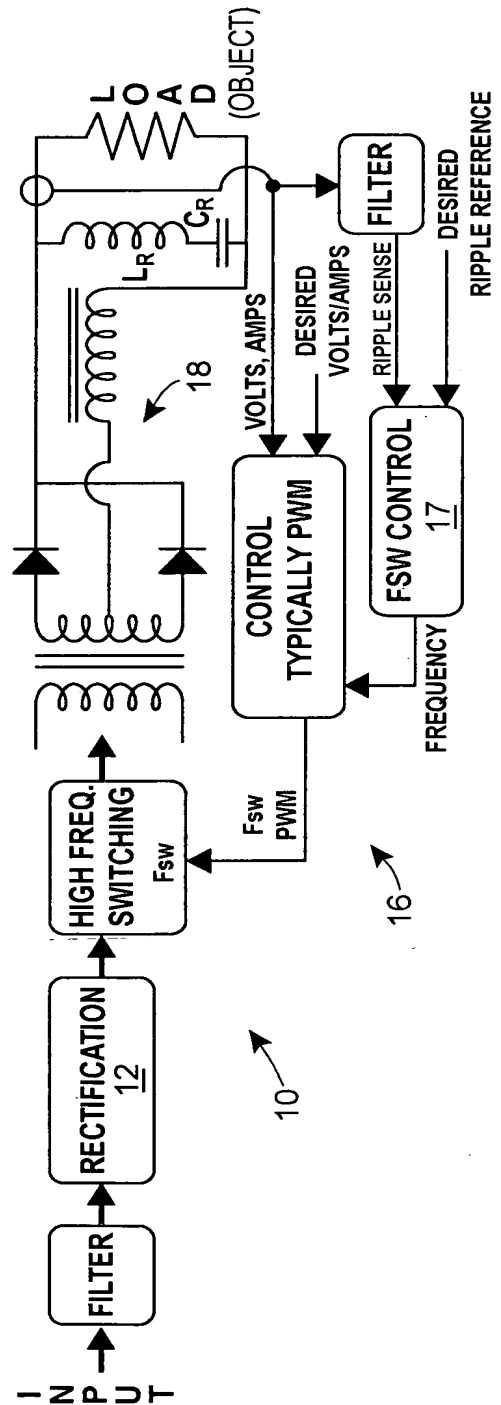 INPUT
FILTER
RECTIFICATION
12
HIGH FREQ.
SWITCHING
Fsw
LOAD
(OBJECT)
LR
CR
18
VOLTS, AMPS
DESIRED
VOLTS/AMPS
CONTROL
TYPICALLY PWM
Fsw
PWM
FILTER
RIPPLE SENSE
DESIRED
RIPPLE REFERENCE
FSW CONTROL
17
FREQUENCY
10
16